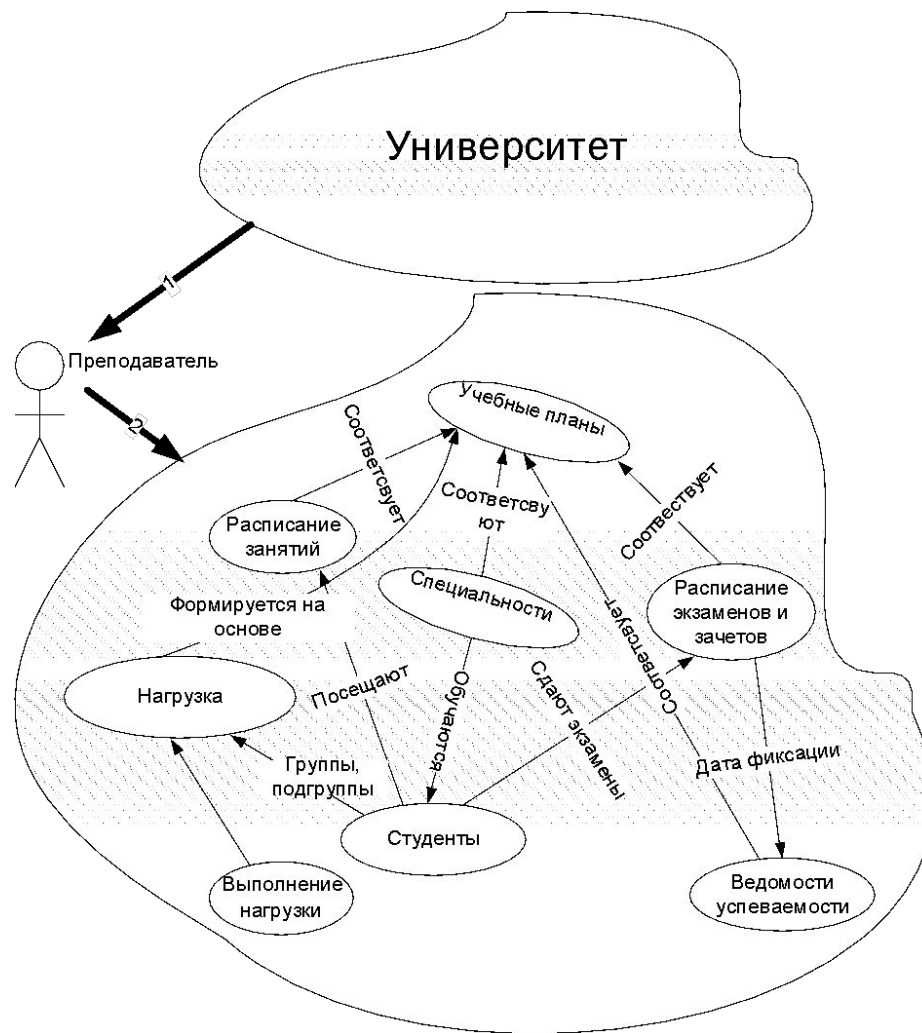 Университет
1
Преподаватель
2
Учебные планы
Соответсвует
Соответсву
ют
Соотвествует
Расписание
занятий
Специальности
Расписание
экзаменов и
зачетов
Формируется на
основе
Соответсвует
Нагрузка
Посещают
Обучаются
Сдают экзамены
Группы,
подгруппы
Дата фиксации
Студенты
Выполнение
нагрузки
Ведомости
успеваемости